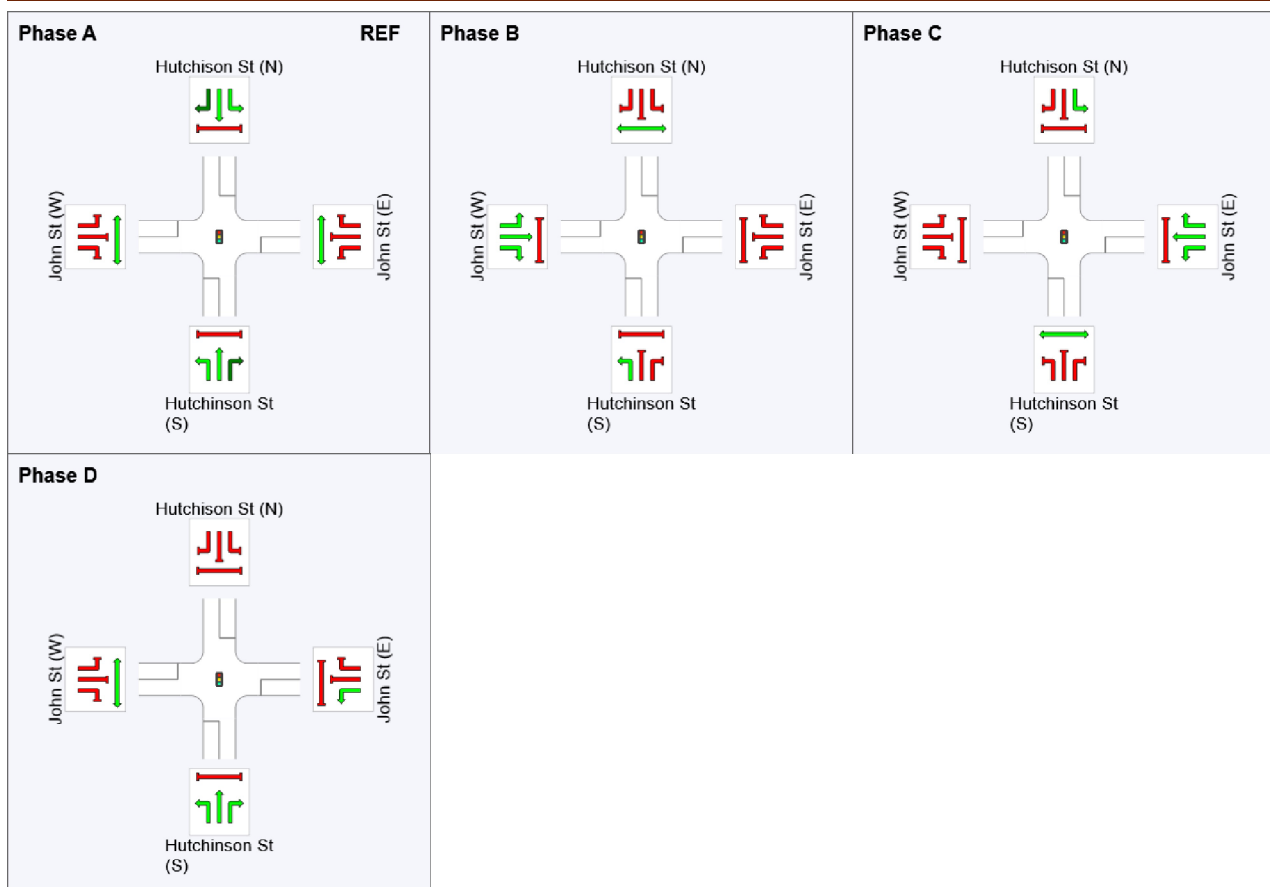 Phase A REF
Hutchison St (N)
John St (W)
John St (E)
Hutchinson St
(S)
Phase B
Hutchison St (N)
John St (W)
John St (E)
Hutchinson St
(S)
Phase C
Hutchison St (N)
John St (W)
John St (E)
Hutchinson St
(S)
Phase D
Hutchison St (N)
John St (W)
John St (E)
Hutchinson St
(S)